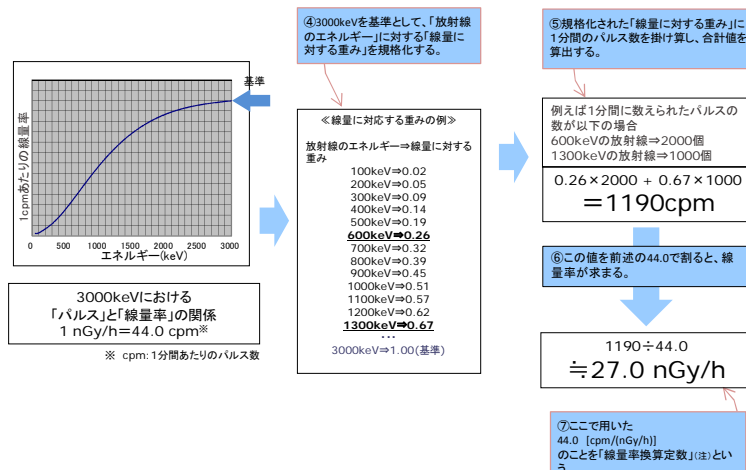 ④3000keVを基準として、「放射線
のエネルギー」に対する「線量に
対する重み」を規格化する。
基準
1cpmあたりの線量率
0 500 1000 1500 2000 2500 3000
エネルギー(keV)
3000keVにおける
「パルス」と「線量率」の関係
1 nGy/h＝44.0 cpm※
※ cpm: 1分間あたりのパルス数
≪線量に対応する重みの例≫
放射線のエネルギー⇒線量に対する
重み
100keV⇒0.02
200keV⇒0.05
300keV⇒0.09
400keV⇒0.14
500keV⇒0.19
600keV⇒0.26
700keV⇒0.32
800keV⇒0.39
900keV⇒0.45
1000keV⇒0.51
1100keV⇒0.57
1200keV⇒0.62
1300keV⇒0.67
…
3000keV⇒1.00(基準)
⑤規格化された「線量に対する重み」に
1分間のパルス数を掛け算し、合計値を
算出する。
例えば1分間に数えられたパルスの
数が以下の場合
600keVの放射線⇒2000個
1300keVの放射線⇒1000個
0.26×2000 + 0.67×1000
＝1190cpm
⑥この値を前述の44.0で割ると、線
量率が求まる。
1190÷44.0
≒27.0 nGy/h
⑦ここで用いた
44.0 [cpm/(nGy/h)]
のことを「線量率換算定数」(注)とい
う